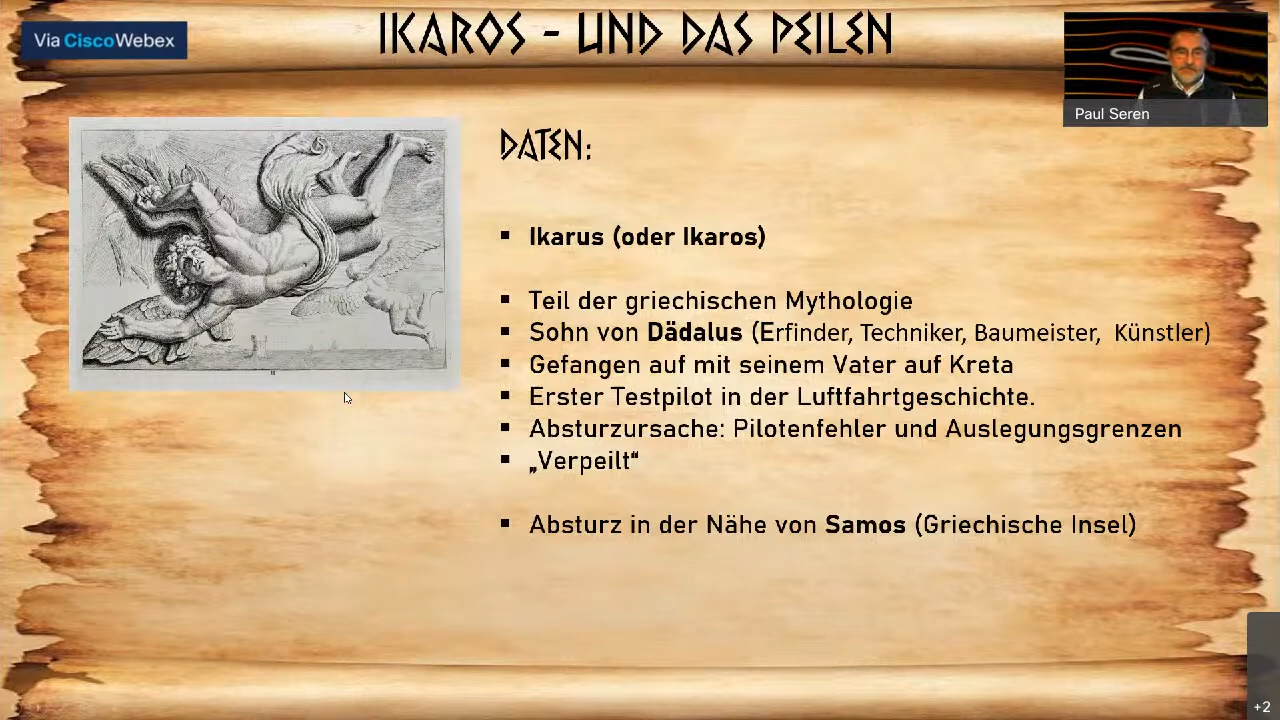 Via CiscoWebex
IKAROS - UND DAS PEILEN
Paul Seren
DATEN:
▪ Ikarus (oder Ikaros)
▪ Teil der griechischen Mythologie
▪ Sohn von Dädalus (Erfinder, Techniker, Baumeister, Künstler)
▪ Gefangen auf mit seinem Vater auf Kreta
▪ Erster Testpilot in der Luftfahrtgeschichte.
▪ Absturzursache: Pilotenfehler und Auslegungsgrenzen
▪ „Verpeilt“
▪ Absturz in der Nähe von Samos (Griechische Insel)
+2